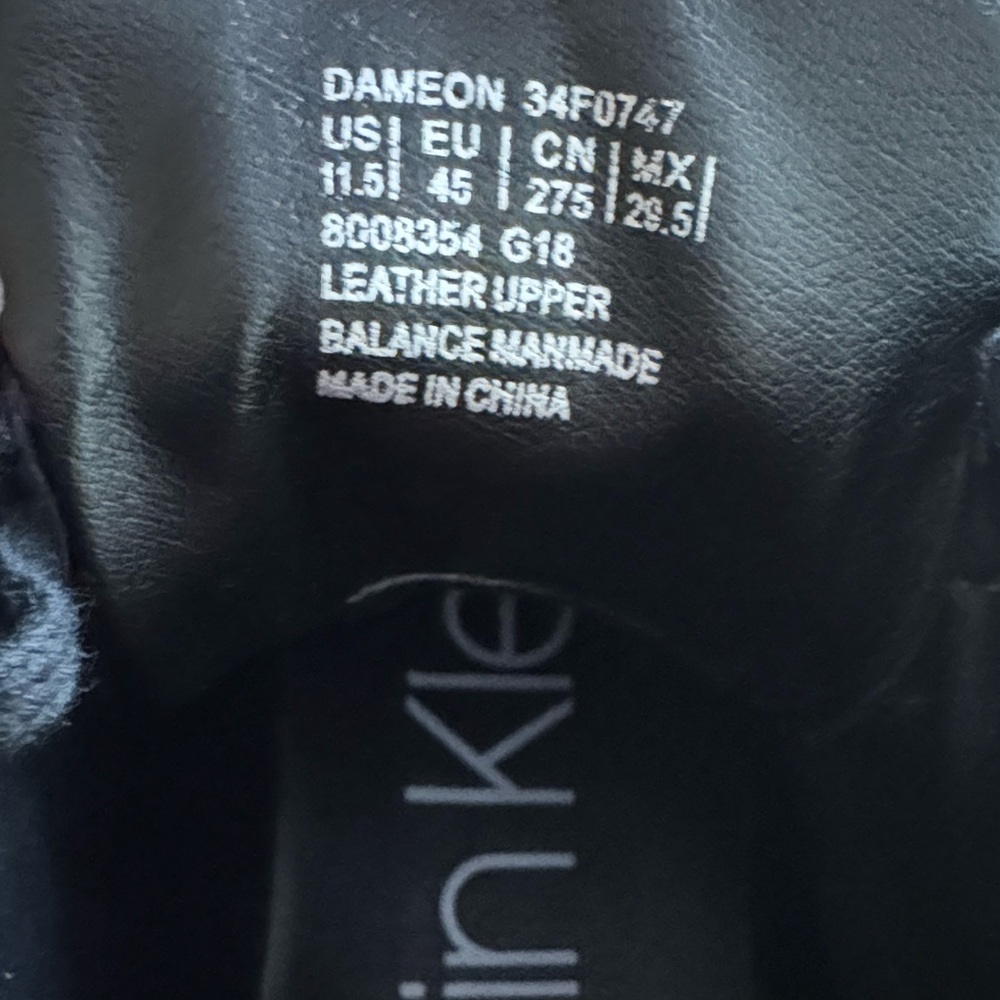 DAMEON 34F0747
US| EU | CN | MX |
11.5| 45 | 275 | 29.5|
8008354 G18
LEATHER UPPER
BALANCE MANMADE
MADE IN CHINA
in Kle